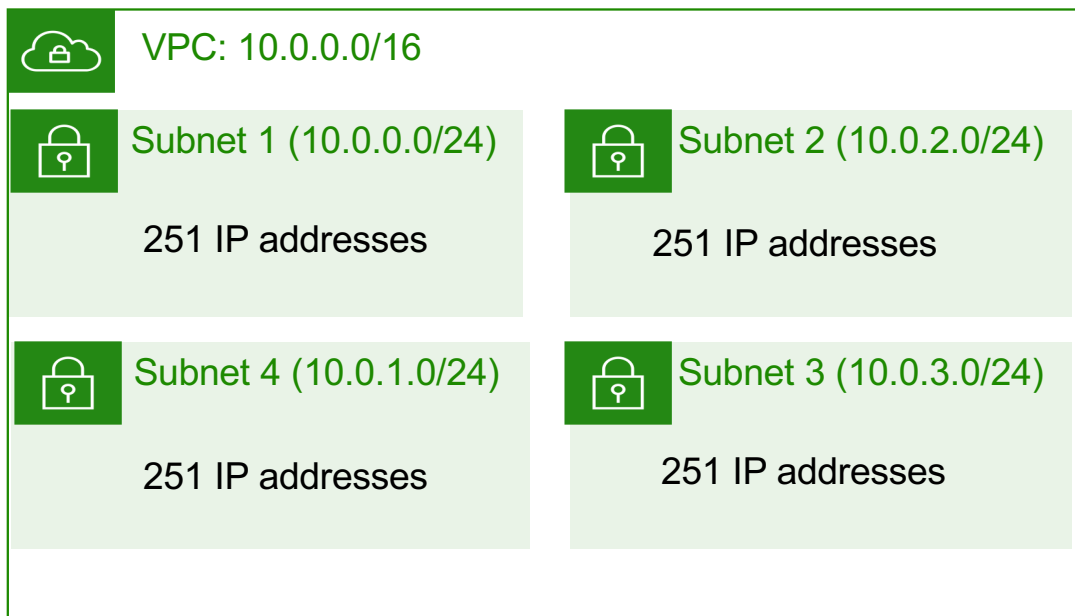 VPC: 10.0.0.0/16
Subnet 1 (10.0.0.0/24)
251 IP addresses
Subnet 2 (10.0.2.0/24)
251 IP addresses
Subnet 4 (10.0.1.0/24)
251 IP addresses
Subnet 3 (10.0.3.0/24)
251 IP addresses